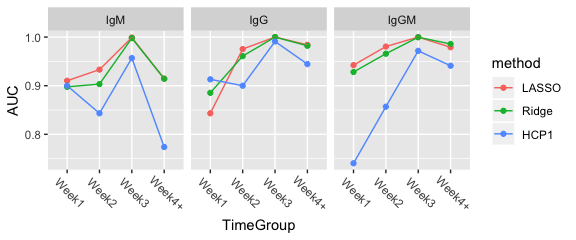 IgM
IgG
IgGM
AUC
1.0
0.9
0.8
Week1
Week2
Week3
Week4+
Week1
Week2
Week3
Week4+
Week1
Week2
Week3
Week4+
TimeGroup
method
LASSO
Ridge
HCP1